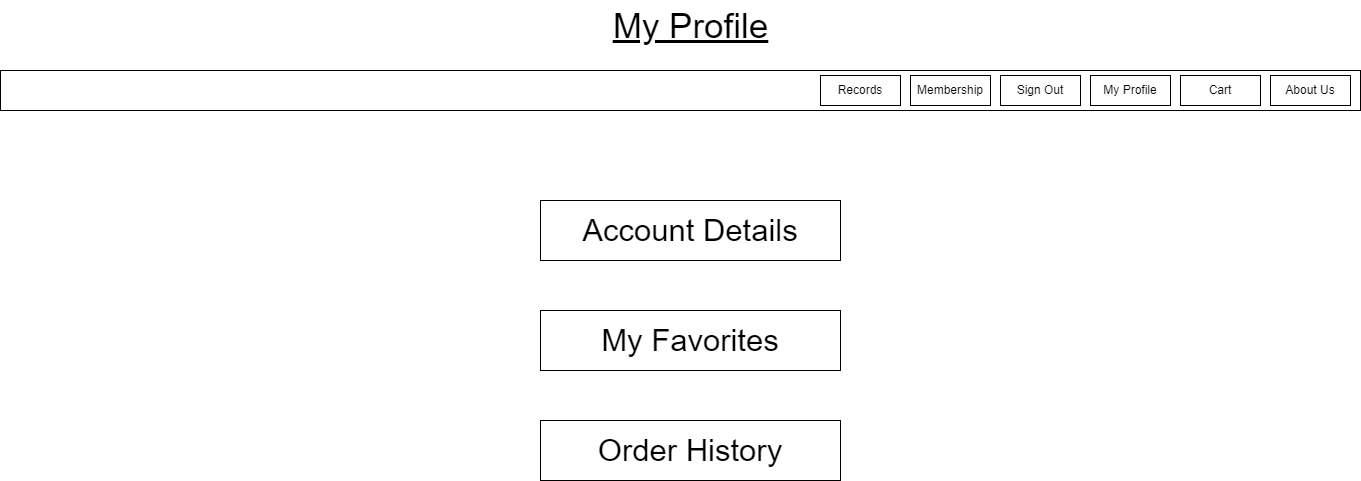 My Profile
Records Membership Sign Out My Profile Cart About Us
Account Details
My Favorites
Order History